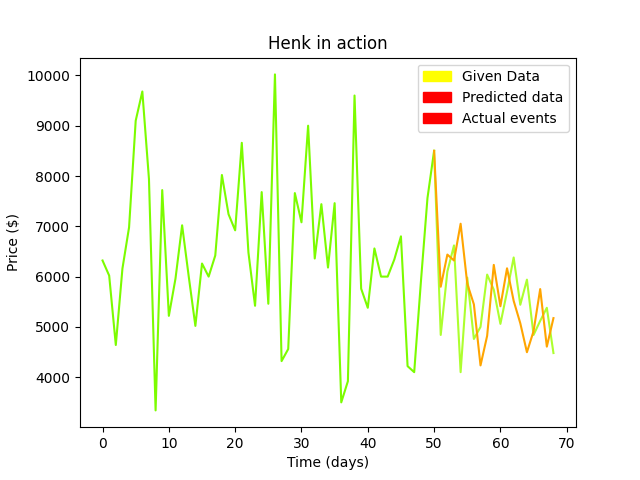 Henk in action
Given Data
Predicted data
Actual events
Price ($)
10000
9000
8000
7000
6000
5000
4000
0 10 20 30 40 50 60 70
Time (days)